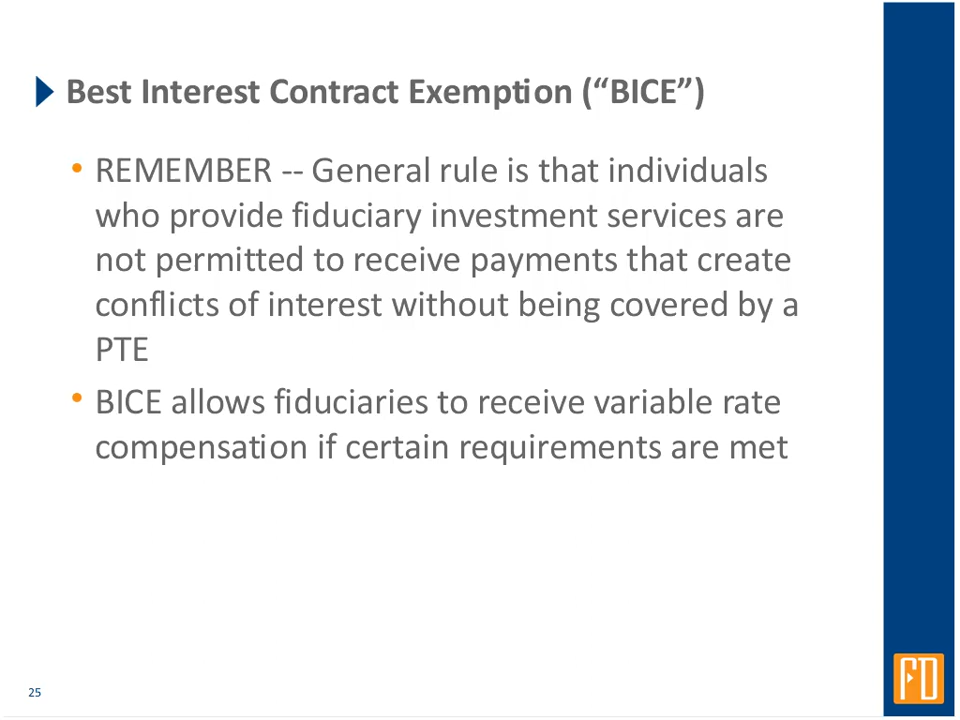 Best Interest Contract Exemption (“BICE”)
• REMEMBER -- General rule is that individuals
who provide fiduciary investment services are
not permitted to receive payments that create
conflicts of interest without being covered by a
PTE
• BICE allows fiduciaries to receive variable rate
compensation if certain requirements are met
25
FD